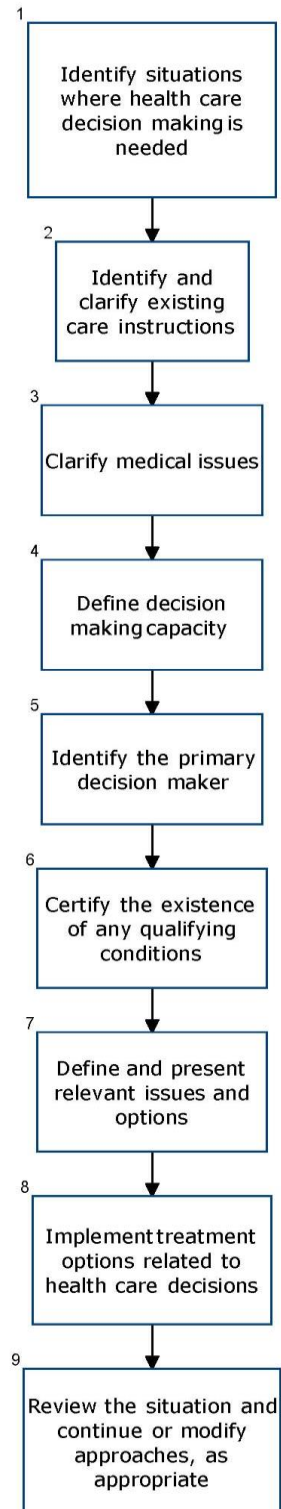 1
Identify situations
where health care
decision making is
needed
2
Identify and
clarify existing
care instructions
3
Clarify medical issues
4
Define decision
making capacity
5
Identify the primary
decision maker
6
Certify the existence
of any qualifying
conditions
7
Define and present
relevant issues and
options
8
Implement treatment
options related to
health care decisions
9
Review the situation and
continue or modify
approaches, as
appropriate